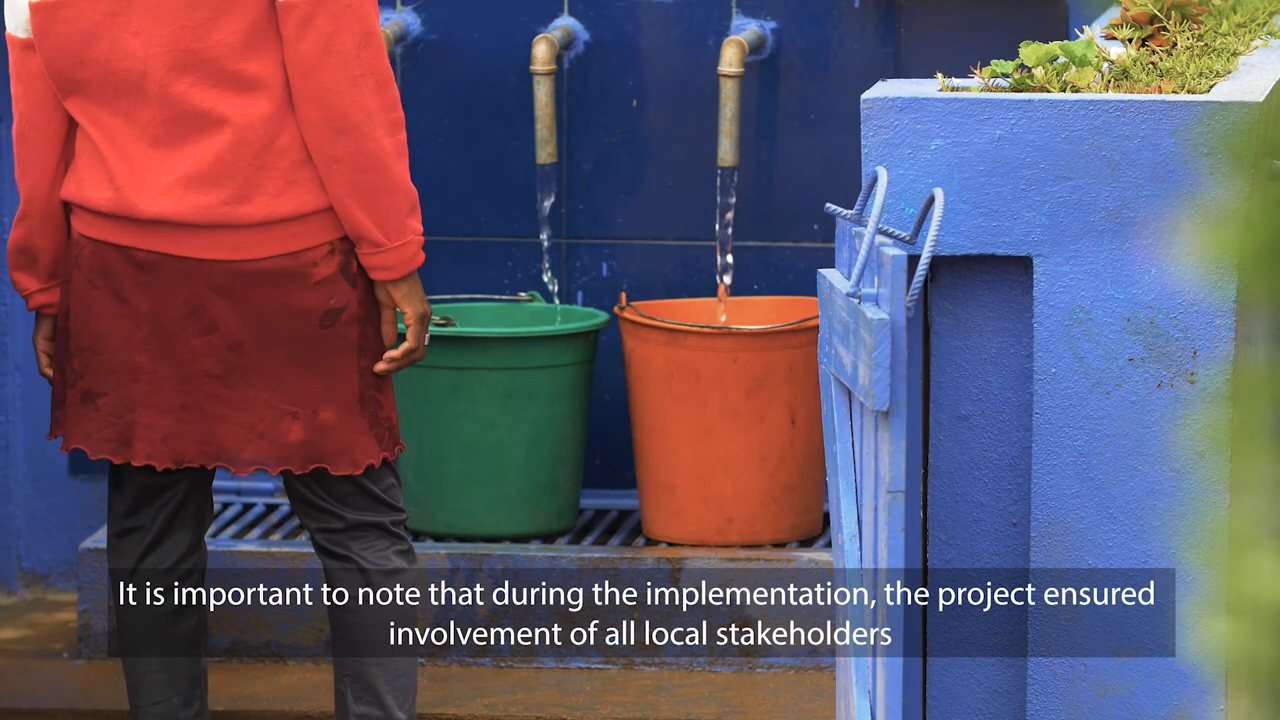 It is important to note that during the implementation, the project ensured
involvement of all local stakeholders